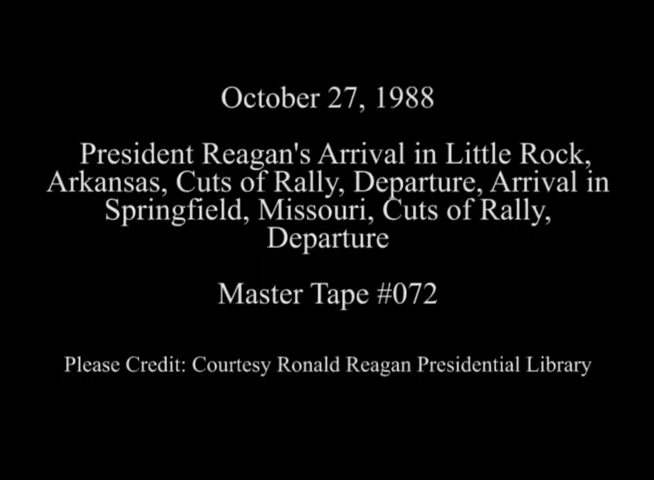 October 27, 1988
President Reagan's Arrival in Little Rock,
Arkansas, Cuts of Rally, Departure, Arrival in
Springfield, Missouri, Cuts of Rally,
Departure
Master Tape #072
Please Credit: Courtesy Ronald Reagan Presidential Library